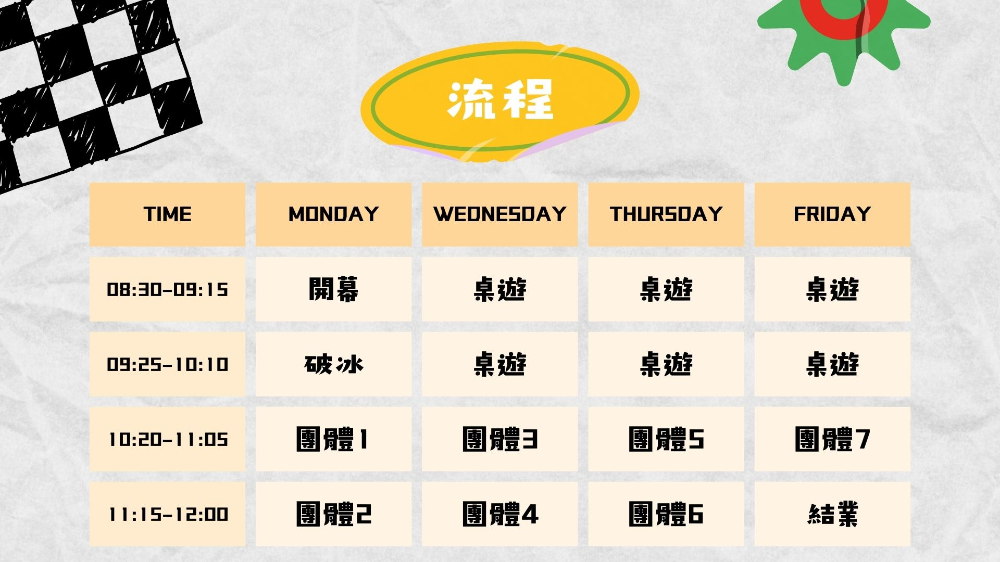 流程
TIME MONDAY WEDNESDAY THURSDAY FRIDAY
08:30-09:15 開幕 桌遊 桌遊 桌遊
09:25-10:10 破冰 桌遊 桌遊 桌遊
10:20-11:05 團體1 團體3 團體5 團體7
11:15-12:00 團體2 團體4 團體6 結業